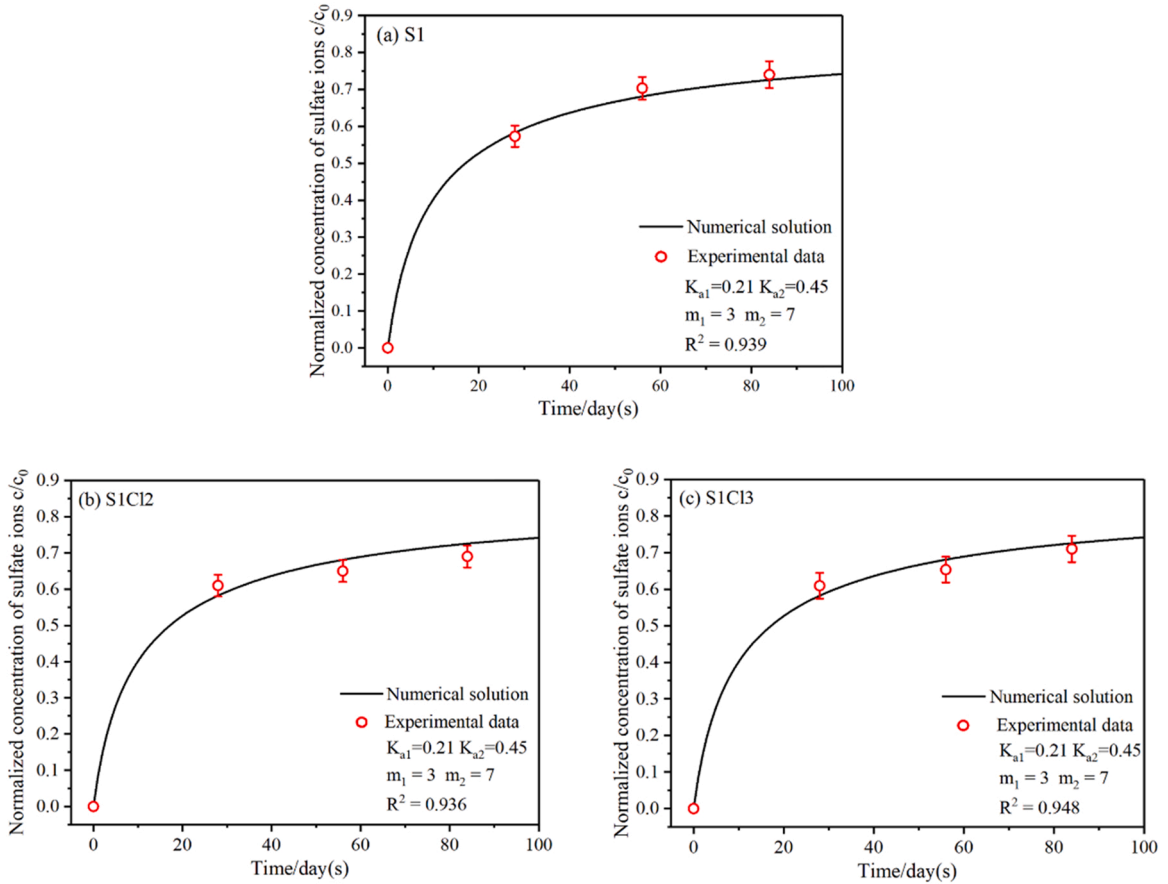 (a) S1
Normalized concentration of sulfate ions c/c₀
0.9
0.8
0.7
0.6
0.5
0.4
0.3
0.2
0.1
0.0
Numerical solution
Experimental data
Kₐ₁=0.21 Kₐ₂=0.45
m₁ = 3 m₂ = 7
R² = 0.939
0 20 40 60 80 100
Time/day(s)
(b) S1Cl2
Normalized concentration of sulfate ions c/c₀
0.9
0.8
0.7
0.6
0.5
0.4
0.3
0.2
0.1
0.0
Numerical solution
Experimental data
Kₐ₁=0.21 Kₐ₂=0.45
m₁ = 3 m₂ = 7
R² = 0.936
0 20 40 60 80 100
Time/day(s)
(c) S1Cl3
Normalized concentration of sulfate ions c/c₀
0.9
0.8
0.7
0.6
0.5
0.4
0.3
0.2
0.1
0.0
Numerical solution
Experimental data
Kₐ₁=0.21 Kₐ₂=0.45
m₁ = 3 m₂ = 7
R² = 0.948
0 20 40 60 80 100
Time/day(s)